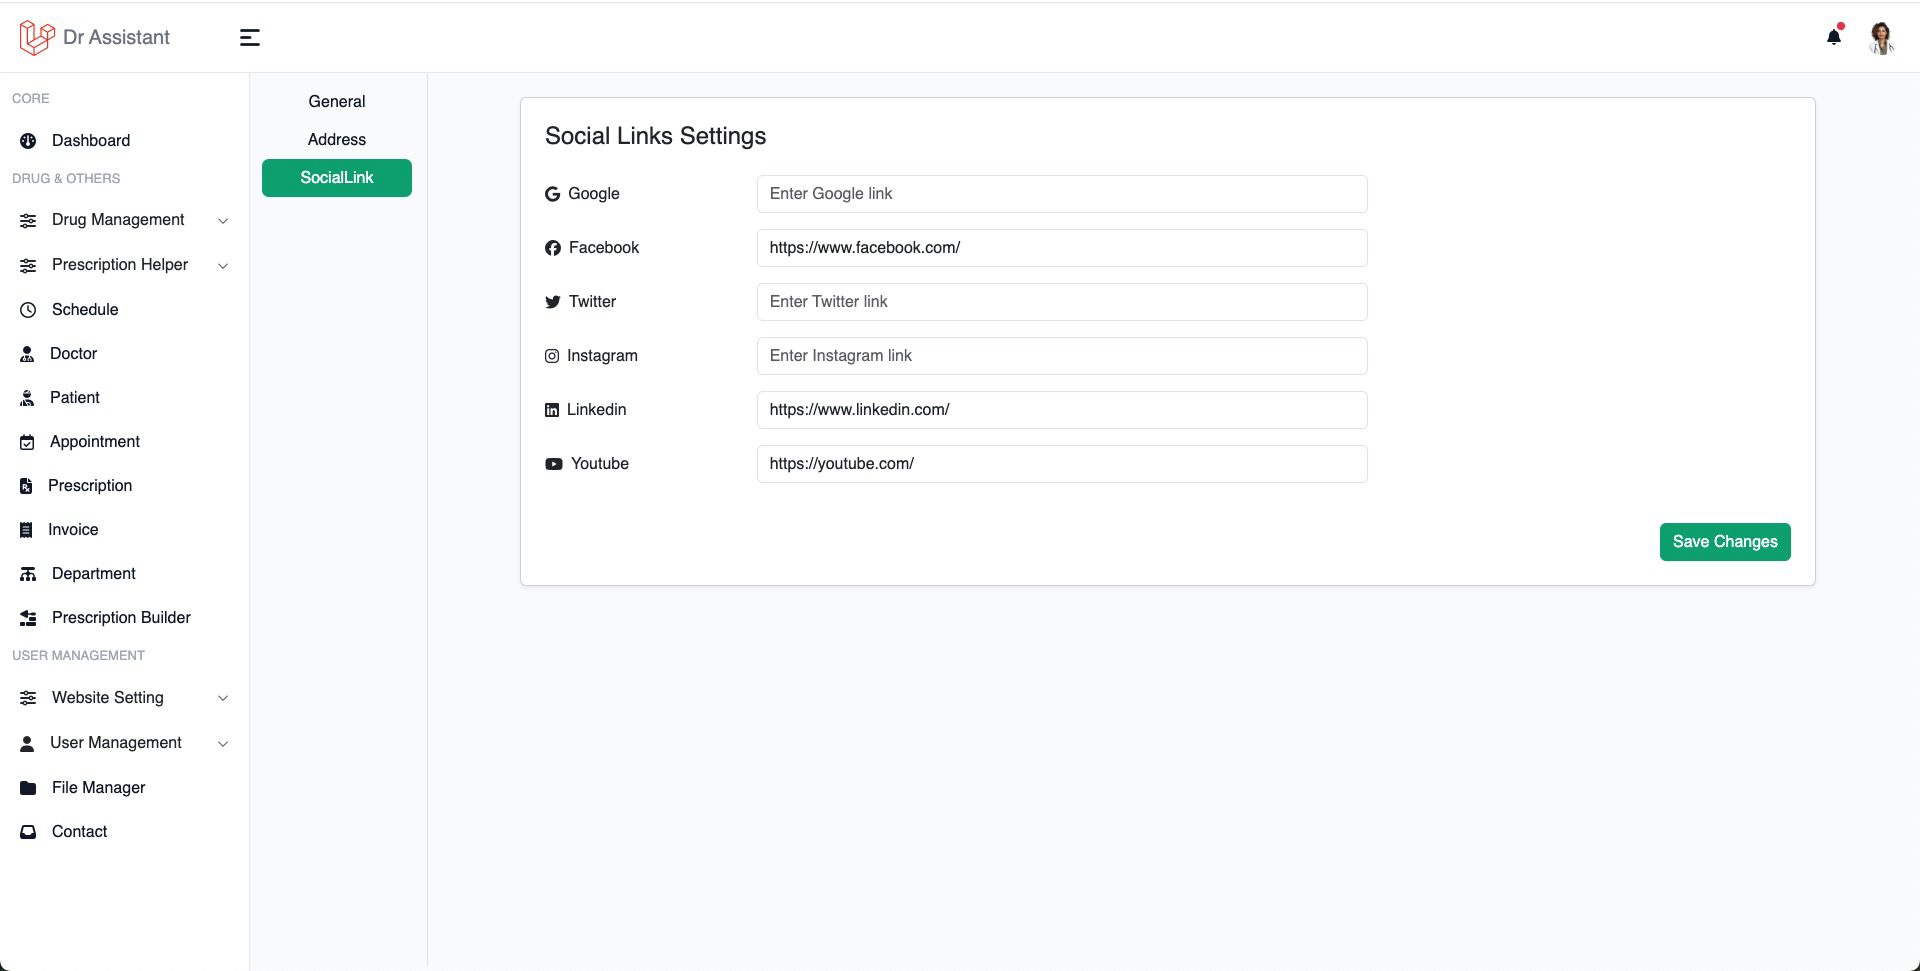 Dr Assistant
CORE
Dashboard
DRUG & OTHERS
Drug Management
Prescription Helper
Schedule
Doctor
Patient
Appointment
Prescription
Invoice
Department
Prescription Builder
USER MANAGEMENT
Website Setting
User Management
File Manager
Contact
General
Address
SocialLink
Social Links Settings
Google
Enter Google link
Facebook
https://www.facebook.com/
Twitter
Enter Twitter link
Instagram
Enter Instagram link
Linkedin
https://www.linkedin.com/
Youtube
https://youtube.com/
Save Changes